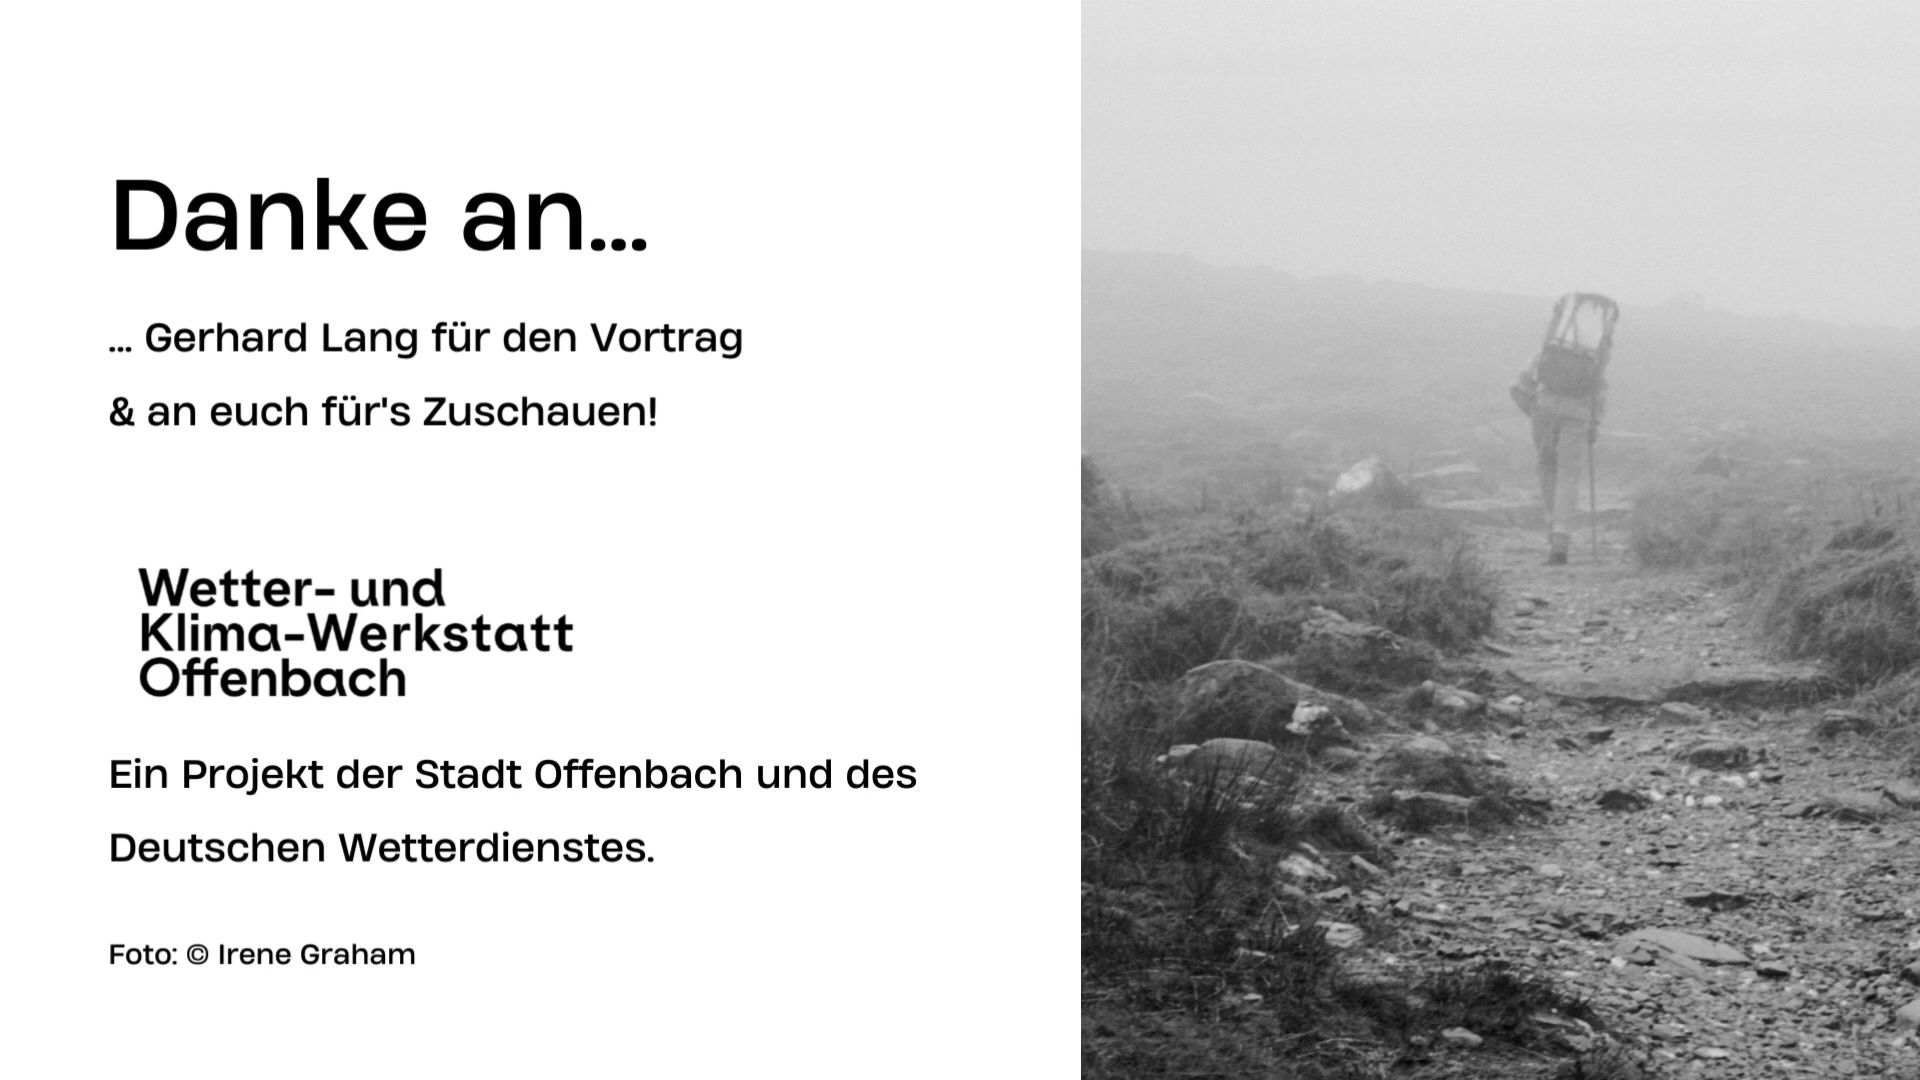 Danke an...
... Gerhard Lang für den Vortrag
& an euch für's Zuschauen!
Wetter- und
Klima-Werkstatt
Offenbach
Ein Projekt der Stadt Offenbach und des
Deutschen Wetterdienstes.
Foto: © Irene Graham